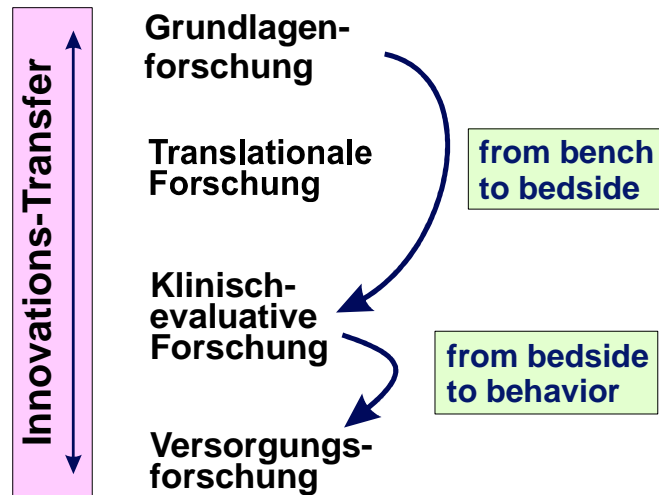 Innovations-Transfer
Grundlagen-
forschung
Translationale
Forschung
from bench
to bedside
Klinisch-
evaluative
Forschung
from bedside
to behavior
Versorgungs-
forschung